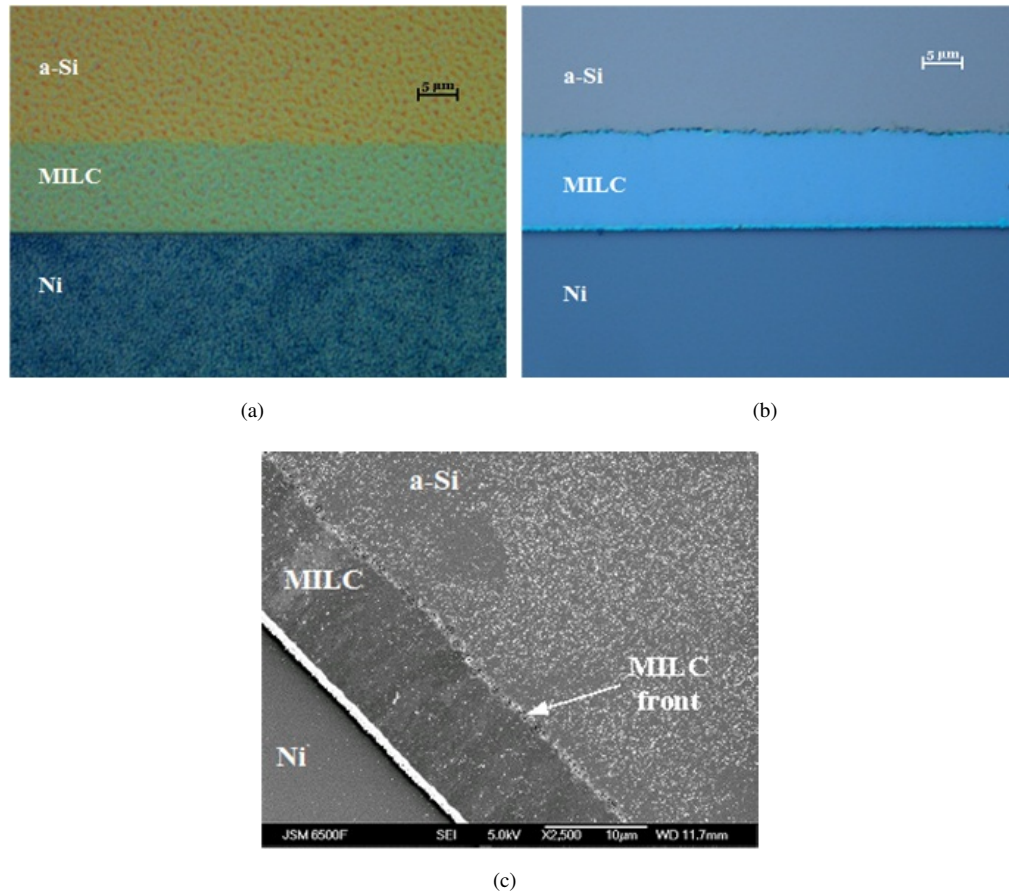 a-Si
5 μm
MILC
Ni
(a)
a-Si
5 μm
MILC
Ni
(b)
a-Si
MILC
MILC
front
Ni
JSM 6500F SEI 5.0kV X2,500 10μm WD 11.7mm
(c)